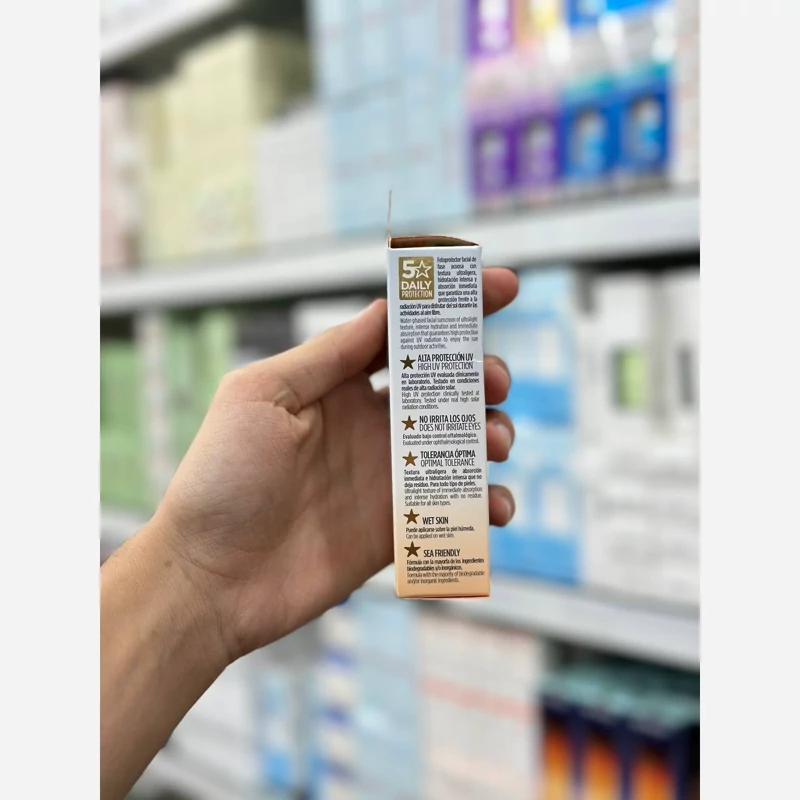 5☆
DAILY
PROTECTION
Fotoprotector facial de
fase acuosa con
textura ultraligera,
hidratación intensa y
absorción inmediata
que garantiza una alta
protección frente a la
radiación UV para disfrutar del sol durante las
actividades al aire libre.
Water-phased facial sunscreen of ultralight
texture, intense hydration and immediate
absorption that guarantees high protection
against UV radiation to enjoy the sun
during outdoor activities.
★ ALTA PROTECCIÓN UV
HIGH UV PROTECTION
Alta protección UV evaluada clínicamente
en laboratorio. Testado en condiciones
reales de alta radiación solar.
High UV protection clinically tested at
laboratory. Tested under real high solar
radiation conditions.
★ NO IRRITA LOS OJOS
DOES NOT IRRITATE EYES
Evaluado bajo control oftalmológico.
Evaluated under ophthalmological control.
★ TOLERANCIA ÓPTIMA
OPTIMAL TOLERANCE
Textura ultraligera de absorción
inmediata e hidratación intensa que no
deja residuo. Para todo tipo de pieles.
Ultralight texture of immediate absorption
and intense hydration with no residue.
Suitable for all skin types.
★ WET SKIN
Puede aplicarse sobre la piel húmeda.
Can be applied on wet skin.
★ SEA FRIENDLY
Fórmula con la mayoría de los ingredientes
biodegradables y/o inorgánicos.
Formula with the majority of biodegradable
and/or inorganic ingredients.